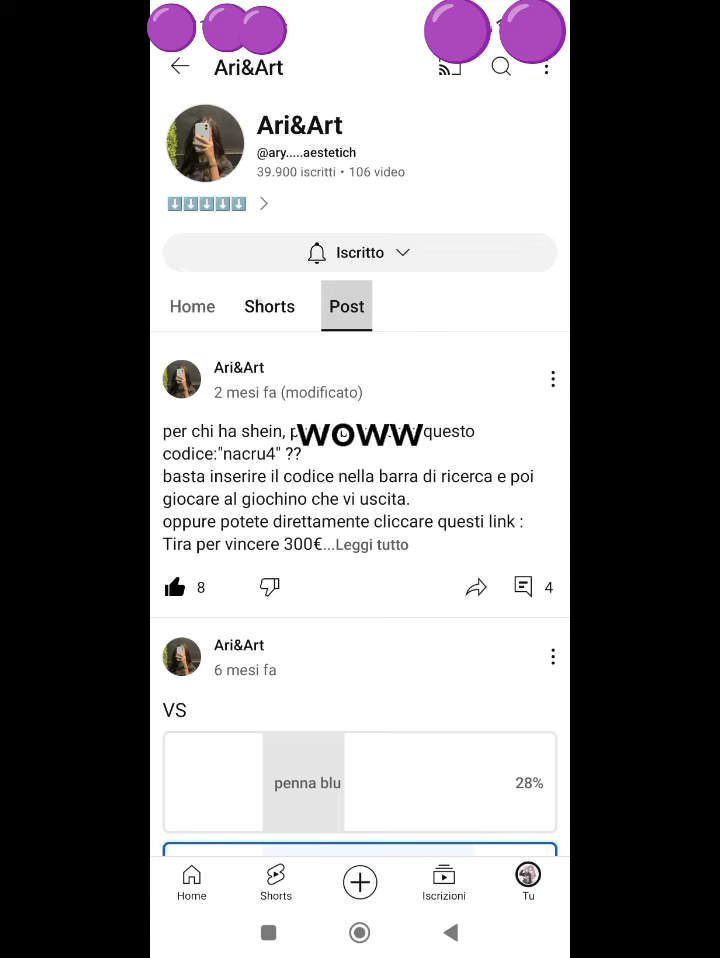 Ari&Art
Ari&Art
@ary.....aestetich
39.900 iscritti • 106 video
Iscritto
Home Shorts Post
Ari&Art
2 mesi fa (modificato)
per chi ha shein, questo
woww
codice:"nacru4" ??
basta inserire il codice nella barra di ricerca e poi
giocare al giochino che vi uscita.
oppure potete direttamente cliccare questi link :
Tira per vincere 300€...Leggi tutto
8 4
Ari&Art
6 mesi fa
VS
penna blu 28%
Home Shorts Iscrizioni Tu